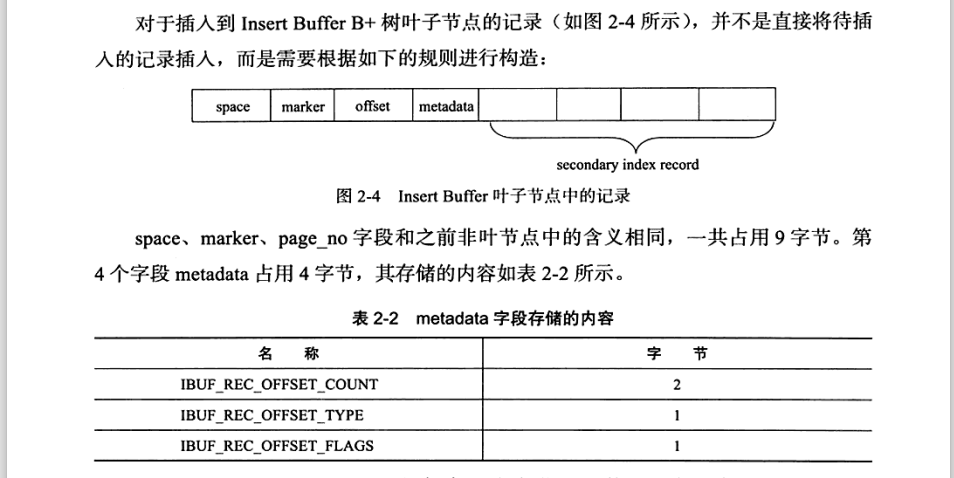 对于插入到 Insert Buffer B+ 树叶子节点的记录（如图 2-4 所示），并不是直接将待插
入的记录插入，而是需要根据如下的规则进行构造：
space marker offset metadata
secondary index record
图 2-4 Insert Buffer 叶子节点中的记录
space、marker、page_no 字段和之前非叶节点中的含义相同，一共占用 9 字节。第
4 个字段 metadata 占用 4 字节，其存储的内容如表 2-2 所示。
表 2-2 metadata 字段存储的内容
名 称 字 节
IBUF_REC_OFFSET_COUNT 2
IBUF_REC_OFFSET_TYPE 1
IBUF_REC_OFFSET_FLAGS 1